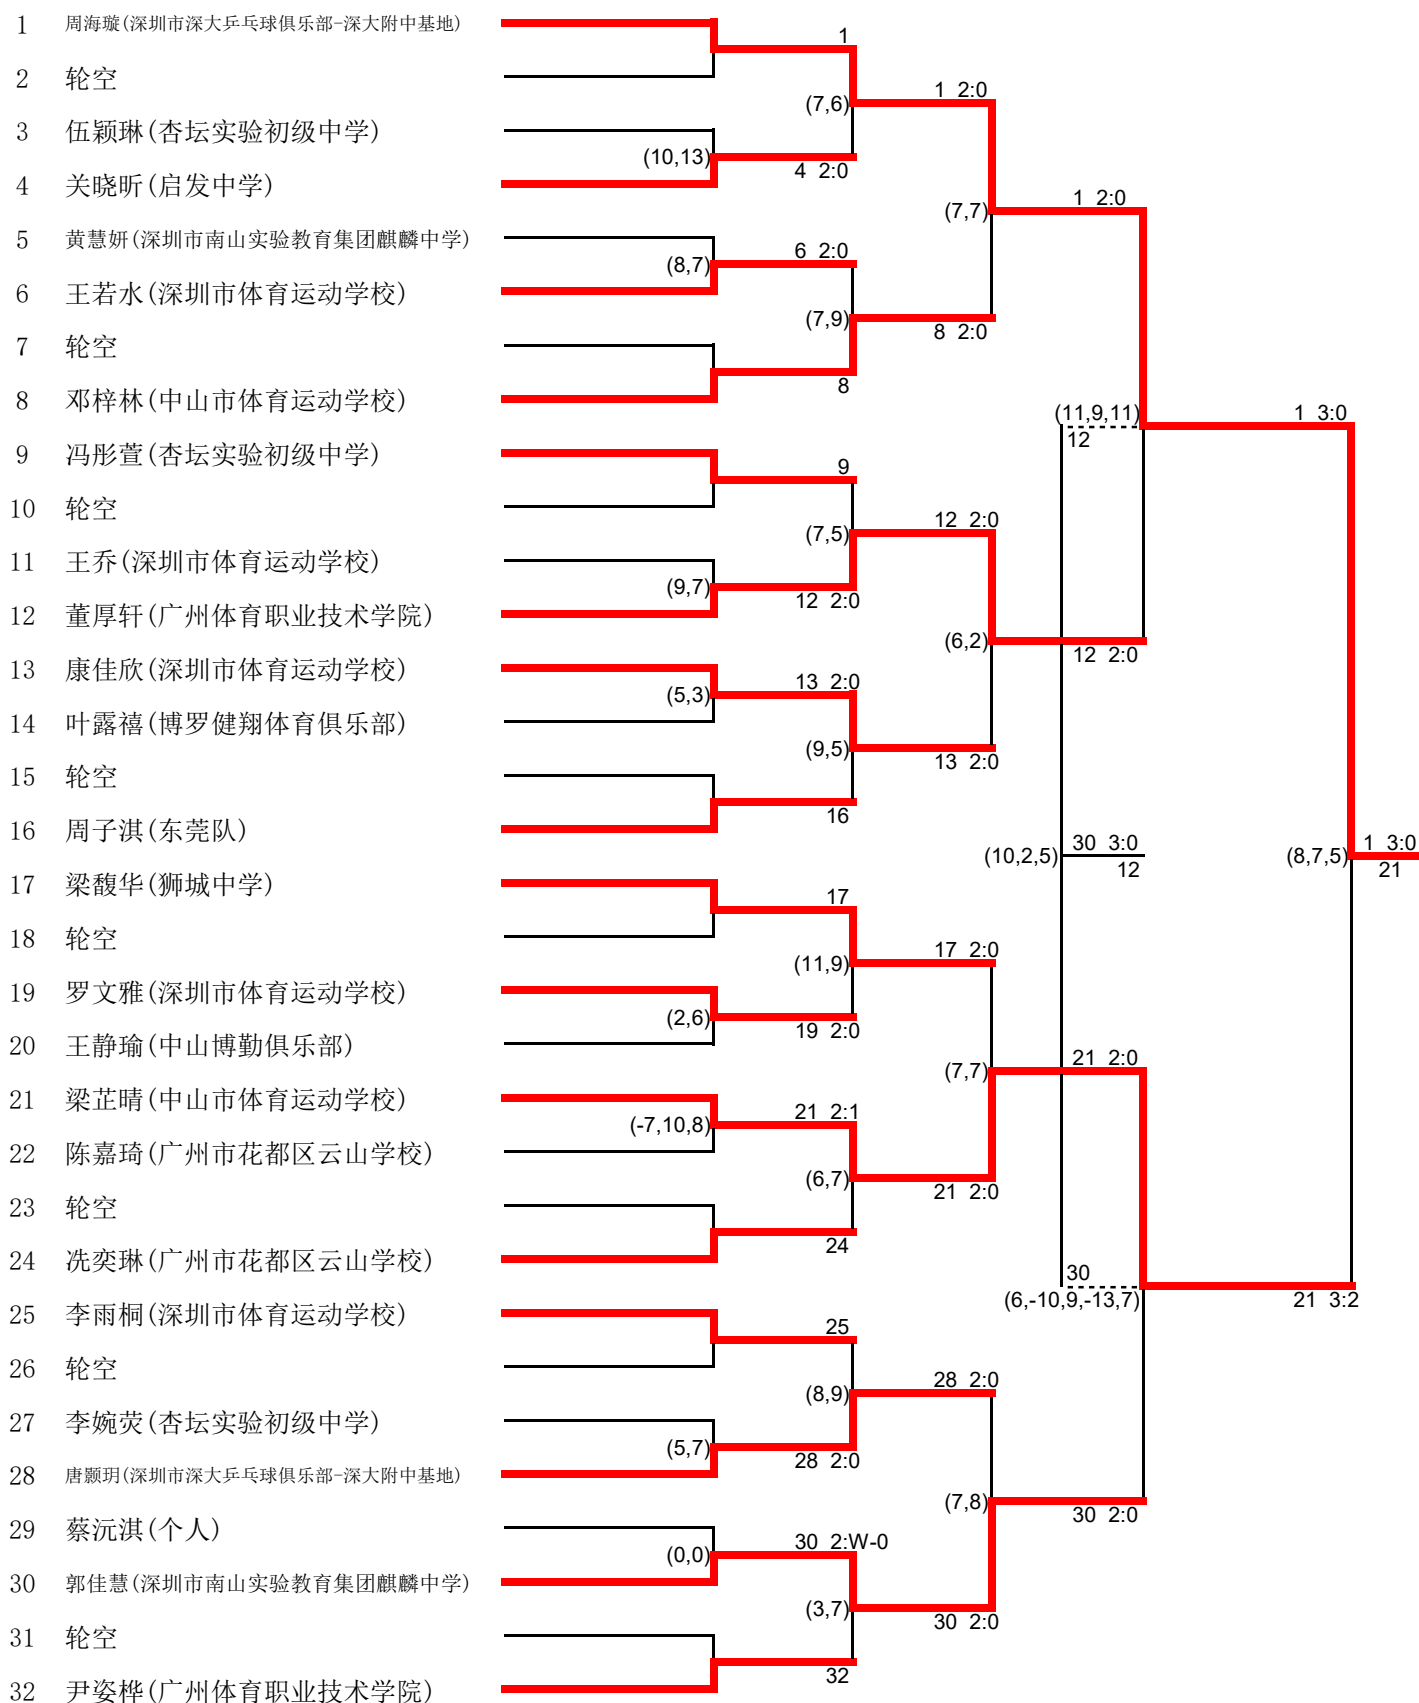 1 周海璇(深圳市深大乒乓球俱乐部-深大附中基地)
2 轮空
3 伍颖琳(杏坛实验初级中学)
4 关晓昕(启发中学)
5 黄慧妍(深圳市南山实验教育集团麒麟中学)
6 王若水(深圳市体育运动学校)
7 轮空
8 邓梓林(中山市体育运动学校)
9 冯彤萱(杏坛实验初级中学)
10 轮空
11 王乔(深圳市体育运动学校)
12 董厚轩(广州体育职业技术学院)
13 康佳欣(深圳市体育运动学校)
14 叶露禧(博罗健翔体育俱乐部)
15 轮空
16 周子淇(东莞队)
17 梁馥华(狮城中学)
18 轮空
19 罗文雅(深圳市体育运动学校)
20 王静瑜(中山博勤俱乐部)
21 梁芷晴(中山市体育运动学校)
22 陈嘉琦(广州市花都区云山学校)
23 轮空
24 冼奕琳(广州市花都区云山学校)
25 李雨桐(深圳市体育运动学校)
26 轮空
27 李婉荧(杏坛实验初级中学)
28 唐颢玥(深圳市深大乒乓球俱乐部-深大附中基地)
29 蔡沅淇(个人)
30 郭佳慧(深圳市南山实验教育集团麒麟中学)
31 轮空
32 尹姿桦(广州体育职业技术学院)
(10,13)
(8,7)
(9,7)
(5,3)
(2,6)
(-7,10,8)
(5,7)
(0,0)
1
(7,6)
4 2:0
6 2:0
(7,9)
8
9
(7,5)
12 2:0
13 2:0
(9,5)
16
17
(11,9)
19 2:0
21 2:1
(6,7)
24
25
(8,9)
28 2:0
30 2:W-0
(3,7)
32
1 2:0
(7,7)
8 2:0
12 2:0
(6,2)
13 2:0
17 2:0
(7,7)
21 2:0
28 2:0
(7,8)
30 2:0
1 2:0
(11,9,11)
12
12 2:0
(10,2,5)
30 3:0
12
21 2:0
30
(6,-10,9,-13,7)
30 2:0
1 3:0
(8,7,5)
21 3:2
1 3:0
21